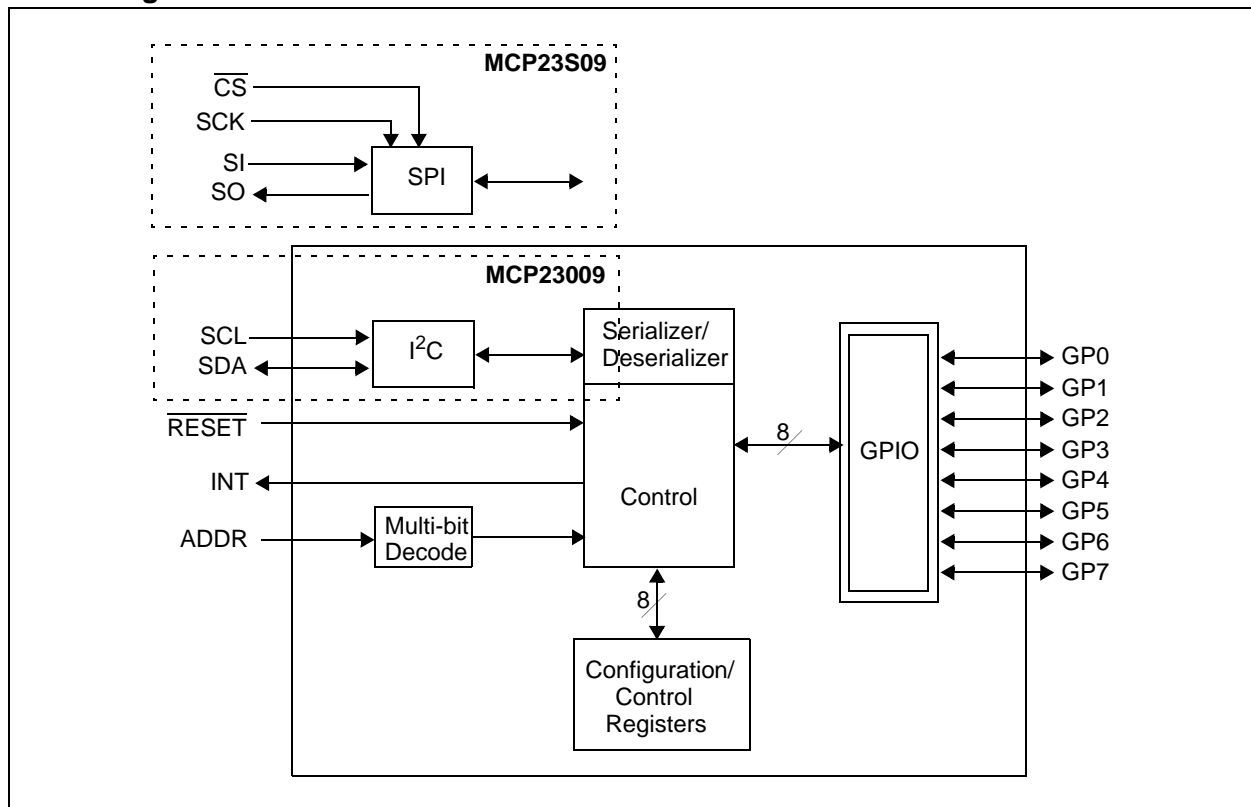 MCP23S09
CS
SCK
SI
SO
SPI
MCP23009
SCL
SDA
I²C
Serializer/
Deserializer
RESET
INT
ADDR
Multi-bit
Decode
Control
8
GPIO
GP0
GP1
GP2
GP3
GP4
GP5
GP6
GP7
8
Configuration/
Control
Registers